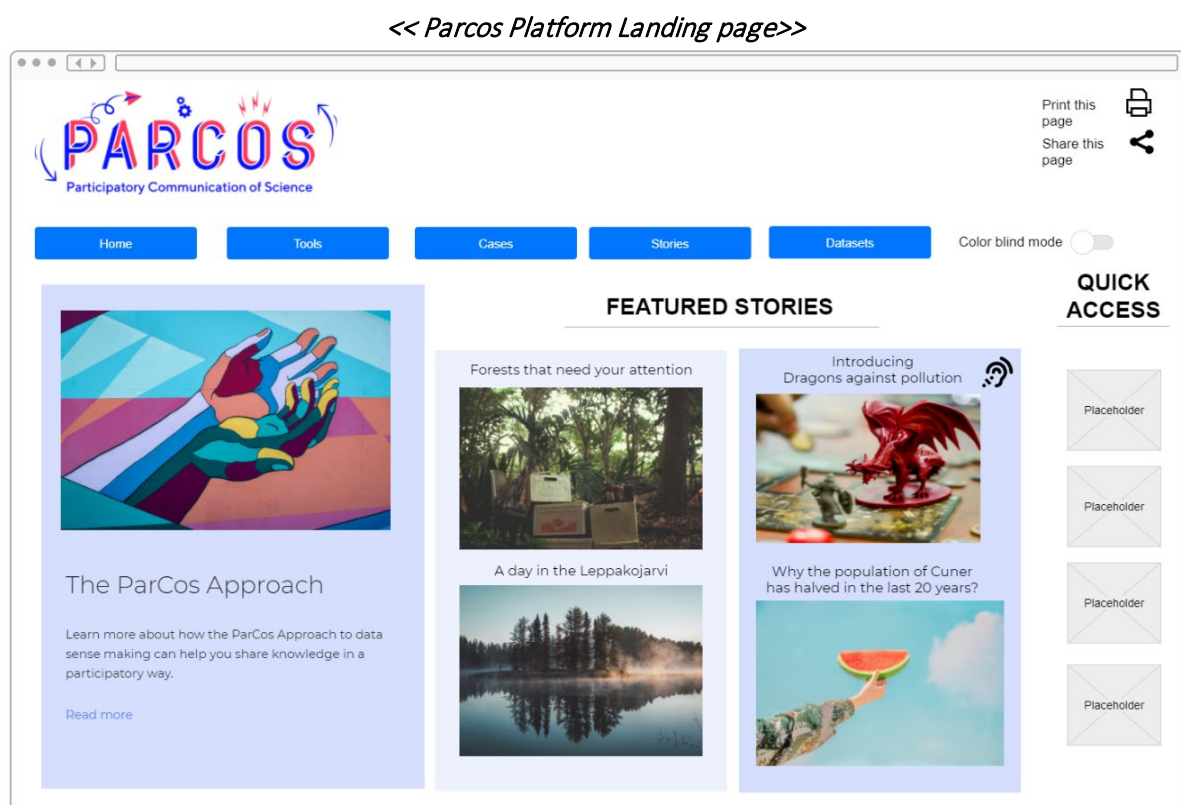 << Parcos Platform Landing page>>
PARCOS
Participatory Communication of Science
Print this
page
Share this
page
Home
Tools
Cases
Stories
Datasets
Color blind mode
QUICK
ACCESS
FEATURED STORIES
The ParCos Approach
Learn more about how the ParCos Approach to data
sense making can help you share knowledge in a
participatory way.
Read more
Forests that need your attention
A day in the Leppakojarvi
Introducing
Dragons against pollution
Why the population of Cuner
has halved in the last 20 years?
Placeholder
Placeholder
Placeholder
Placeholder